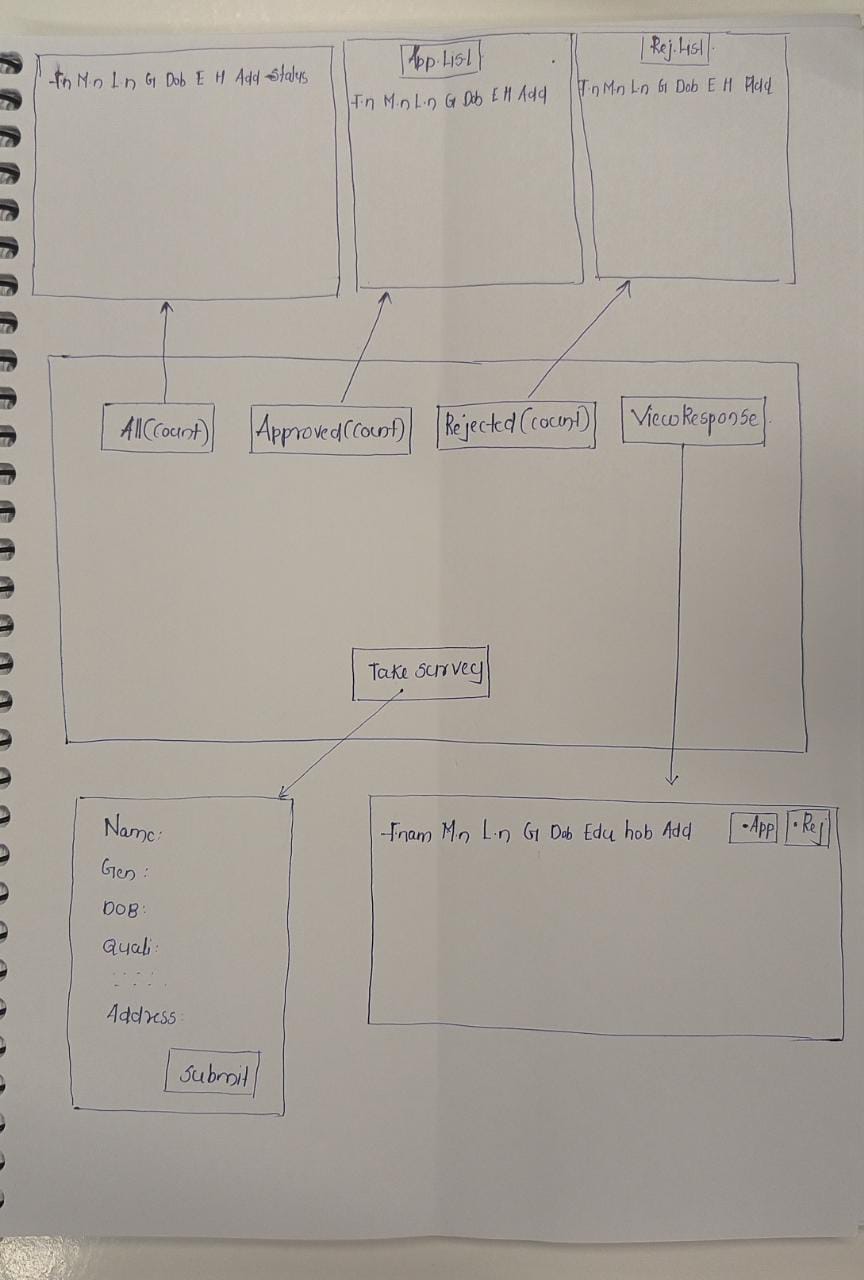 Fn M.n L.n G Dob E H Add Status
App.List
F.n M.n L.n G Dob E H Add
Rej.List
F.n M.n L.n G Dob E H Add
All(count)
Approved(count)
Rejected(count)
ViewResponse
Take survey
Name:
Gen:
DOB:
Quali:
Address:
Submit
Fnam M.n L.n G Dob Edu hob Add
•App
•Rej